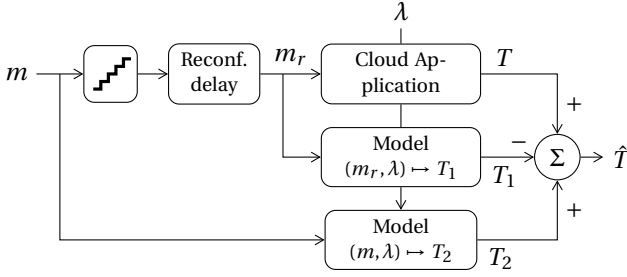 λ
m
Reconf.
delay
m_r
Cloud Ap-
plication
T
+
Model
(m_r, λ) ↦ T_1
−
T_1
Σ
T̂
+
Model
(m, λ) ↦ T_2
T_2